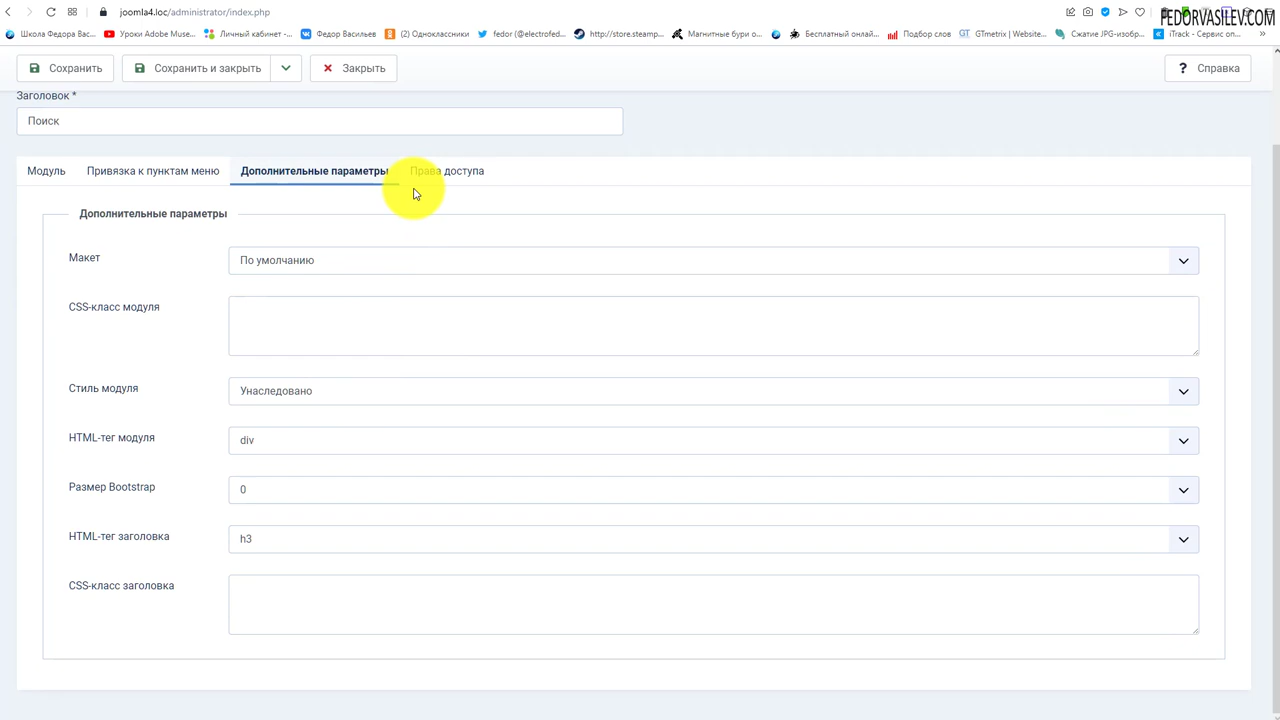 joomla4.loc/administrator/index.php
FEDORVASILEV.COM
Школа Федора Вас...
Уроки Adobe Muse...
Личный кабинет -...
Федор Васильев
(2) Одноклассники
fedor (@electrofed...
http://store.steamp...
Магнитные бури о...
Бесплатный онлай...
Подбор слов
GTmetrix | Website...
Сжатие JPG-изобр...
iTrack - Сервис оп...
Сохранить
Сохранить и закрыть
Закрыть
? Справка
Заголовок *
Поиск
Модуль
Привязка к пунктам меню
Дополнительные параметры
Права доступа
Дополнительные параметры
Макет
По умолчанию
CSS-класс модуля
Стиль модуля
Унаследовано
HTML-тег модуля
div
Размер Bootstrap
0
HTML-тег заголовка
h3
CSS-класс заголовка